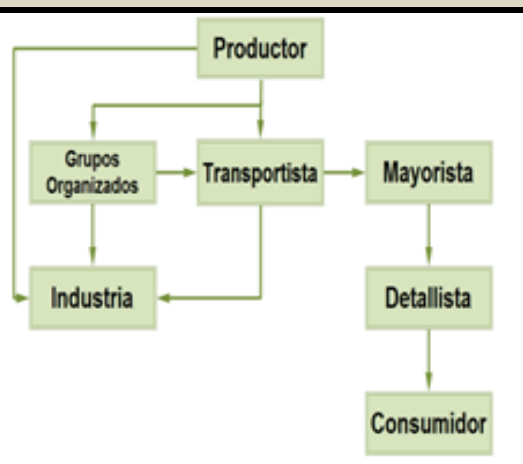 Productor
Grupos
Organizados
Transportista
Mayorista
Industria
Detallista
Consumidor